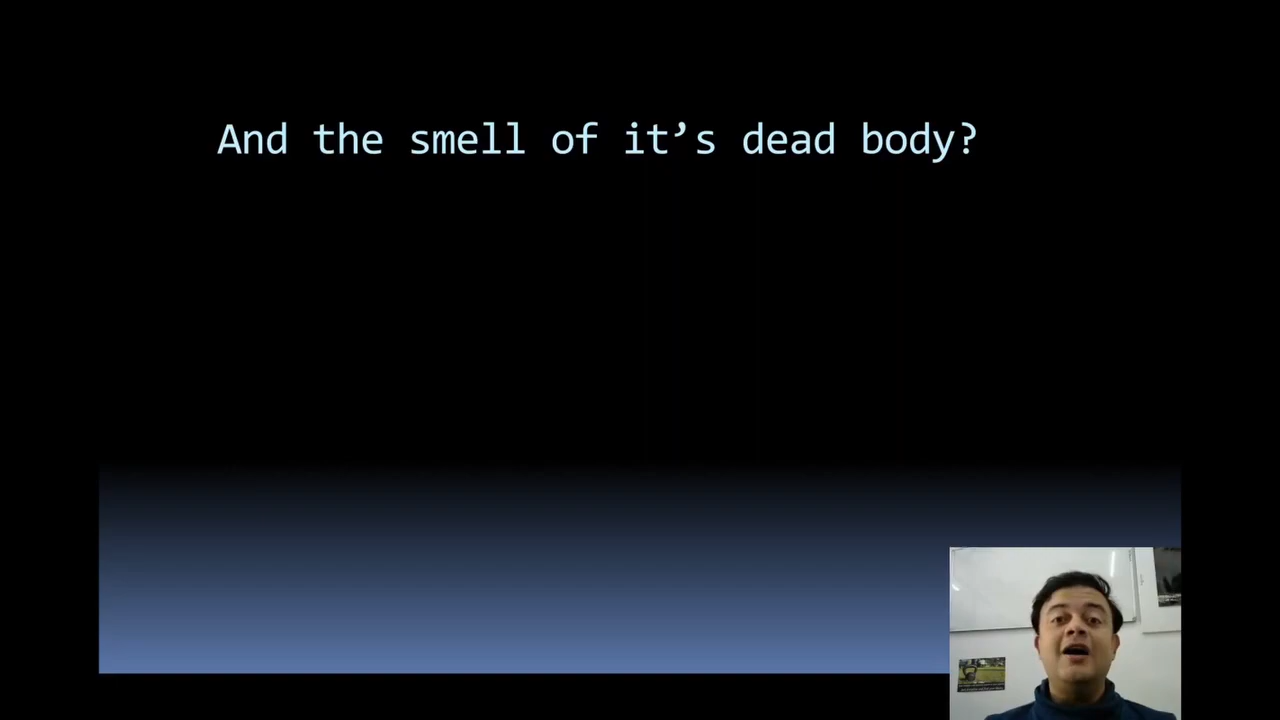 And the smell of it’s dead body?